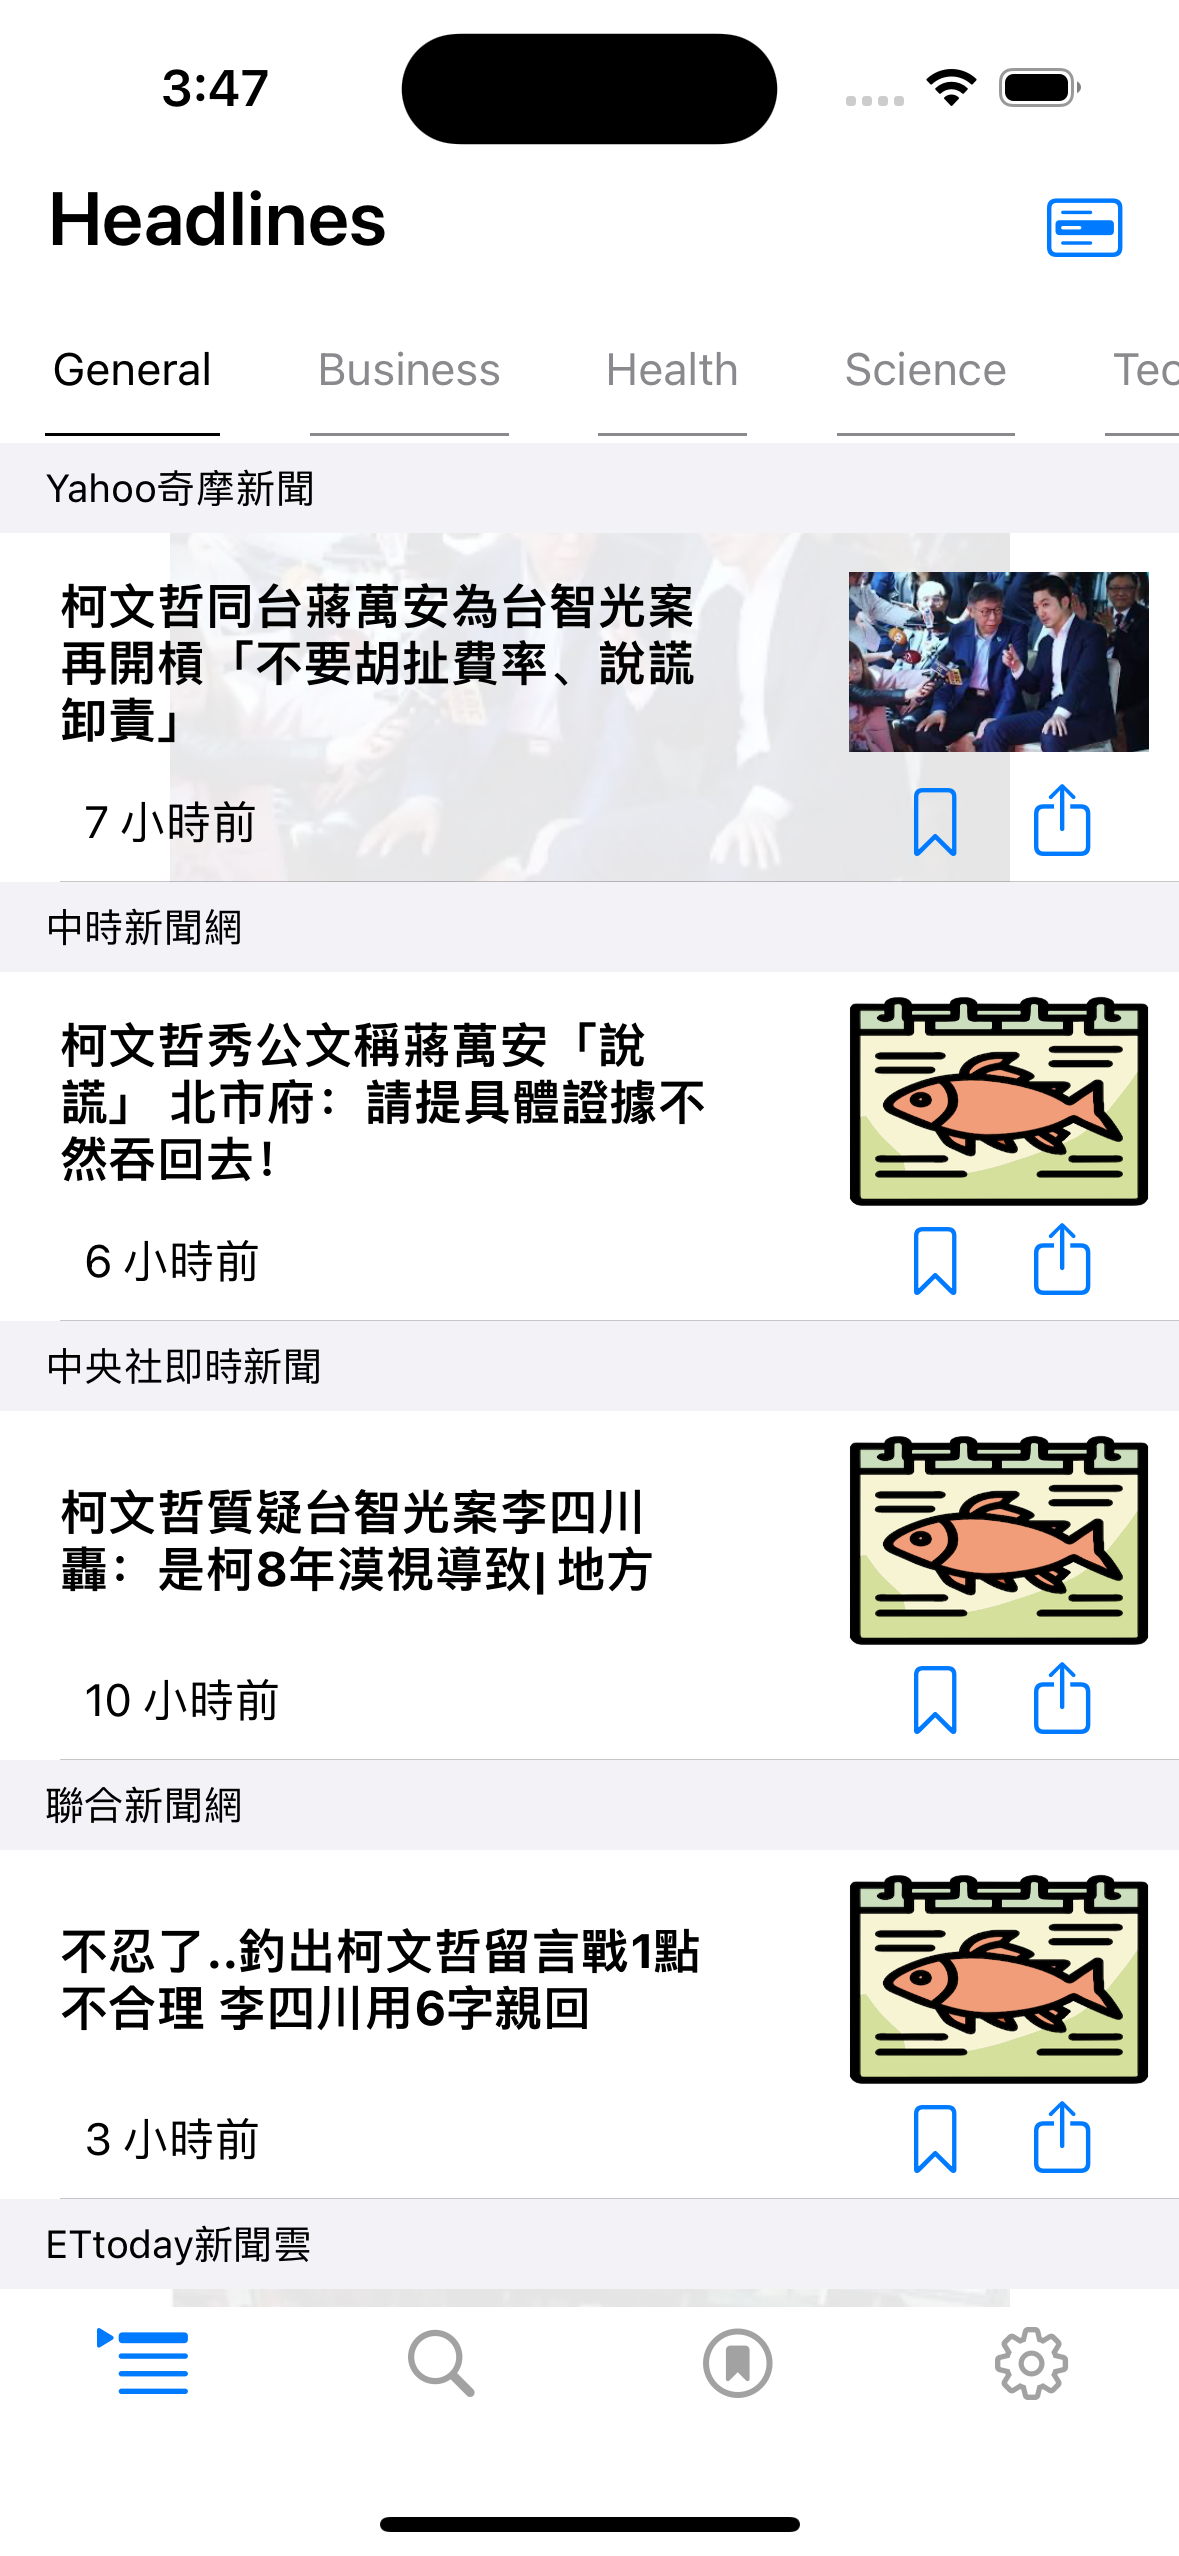 3:47
Headlines
General Business Health Science Tec
Yahoo奇摩新聞
柯文哲同台蔣萬安為台智光案
再開槓「不要胡扯費率、說謊
卸責」
7 小時前
中時新聞網
柯文哲秀公文稱蔣萬安「說
謊」 北市府：請提具體證據不
然吞回去！
6 小時前
中央社即時新聞
柯文哲質疑台智光案李四川
轟：是柯8年漠視導致| 地方
10 小時前
聯合新聞網
不忍了..釣出柯文哲留言戰1點
不合理 李四川用6字親回
3 小時前
ETtoday新聞雲